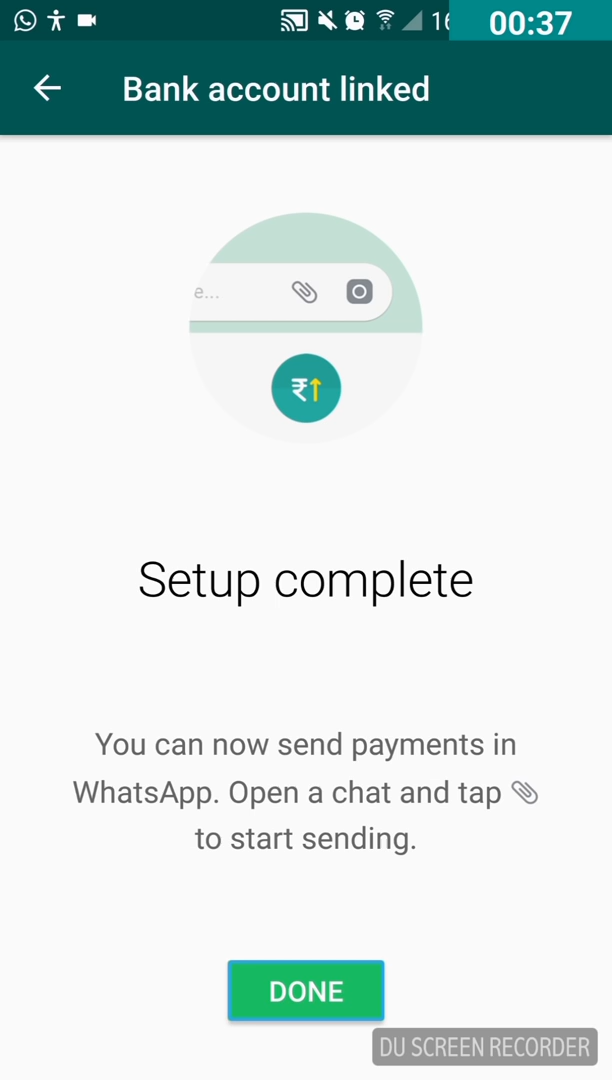 00:37
Bank account linked
e...
₹
Setup complete
You can now send payments in
WhatsApp. Open a chat and tap
to start sending.
DONE
DU SCREEN RECORDER